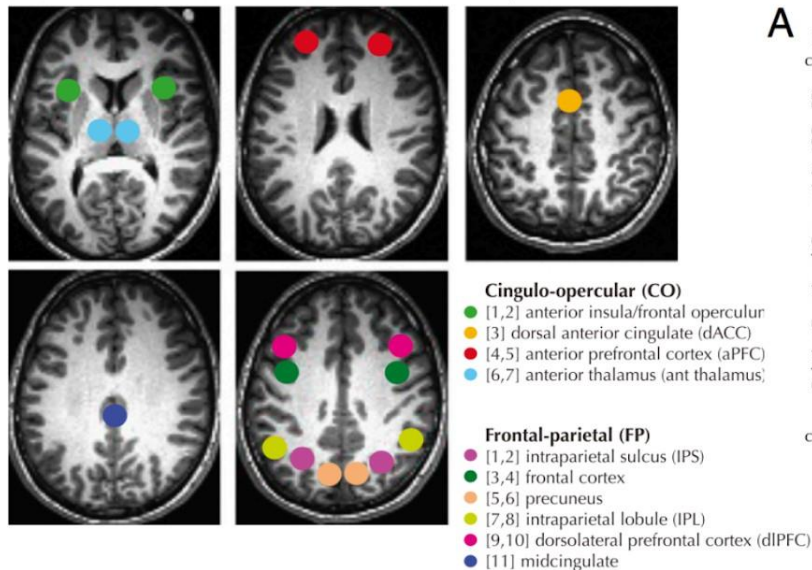 A
C
Cingulo-opercular (CO)
[1,2] anterior insula/frontal operculun
[3] dorsal anterior cingulate (dACC)
[4,5] anterior prefrontal cortex (aPFC)
[6,7] anterior thalamus (ant thalamus)
Frontal-parietal (FP)
C
[1,2] intraparietal sulcus (IPS)
[3,4] frontal cortex
[5,6] precuneus
[7,8] intraparietal lobule (IPL)
[9,10] dorsolateral prefrontal cortex (dlPFC)
[11] midcingulate